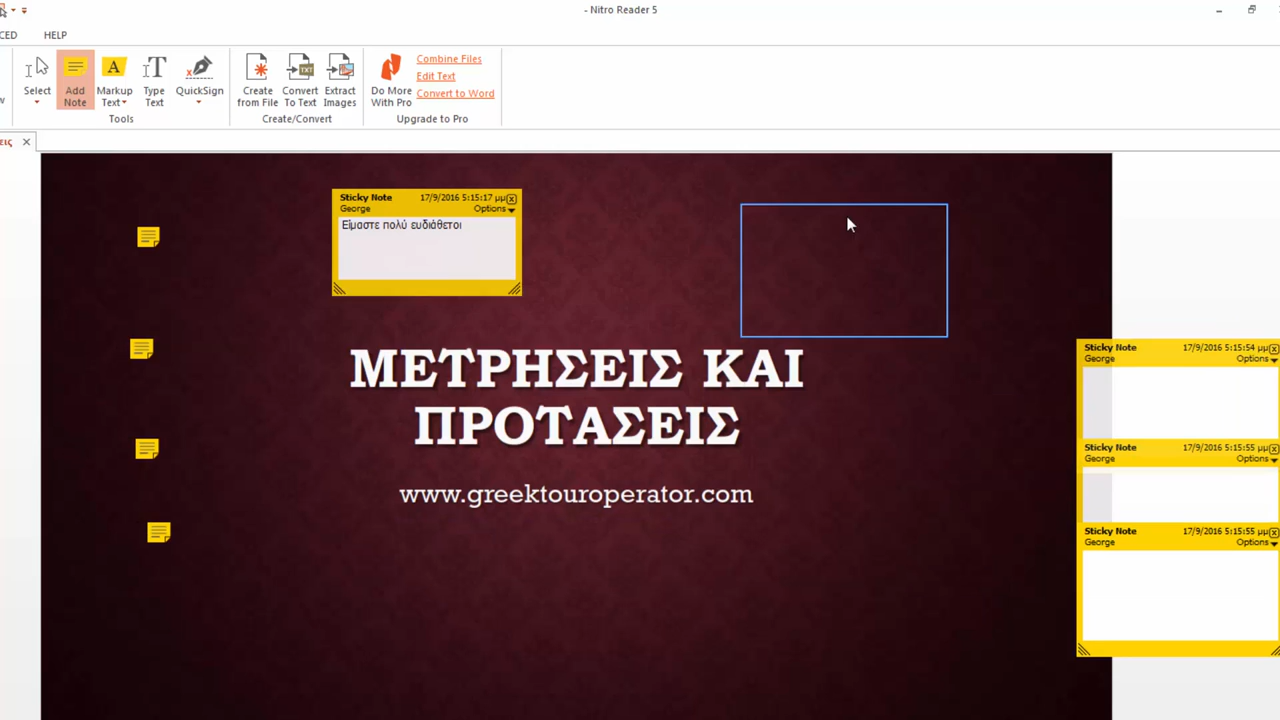 - Nitro Reader 5
CED
HELP
Select
Add
Note
Markup
Text
Type
Text
QuickSign
Create
from File
Convert
To Text
Extract
Images
Do More
With Pro
Combine Files
Edit Text
Convert to Word
Tools
Create/Convert
Upgrade to Pro
εις
Sticky Note 17/9/2016 5:15:17 μμ
George Options
Είμαστε πολύ ευδιάθετοι
ΜΕΤΡΗΣΕΙΣ ΚΑΙ
ΠΡΟΤΑΣΕΙΣ
www.greektouroperator.com
Sticky Note 17/9/2016 5:15:54 μμ
George Options
Sticky Note 17/9/2016 5:15:55 μμ
George Options
Sticky Note 17/9/2016 5:15:55 μμ
George Options